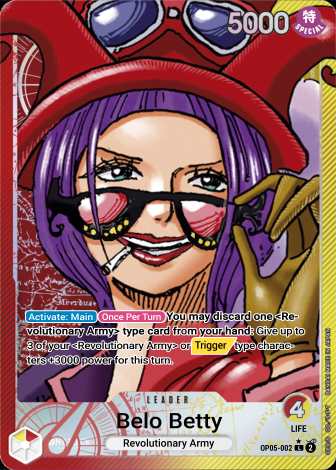 5000
特
SPECIAL
Activate: Main Once Per Turn You may discard one <Re-
volutionary Army> type card from your hand: Give up to
3 of your <Revolutionary Army> or Trigger type charac-
ters +3000 power for this turn.
LEADER
Belo Betty
4
LIFE
Revolutionary Army
OP05-002 L 2